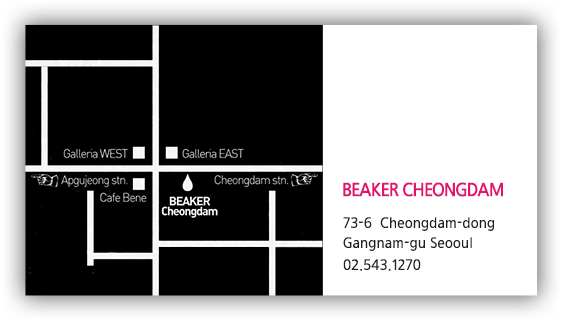 Galleria WEST
Galleria EAST
Apgujeong stn.
Cheongdam stn.
Cafe Bene
BEAKER
Cheongdam
BEAKER CHEONGDAM
73-6 Cheongdam-dong
Gangnam-gu Seooul
02.543.1270